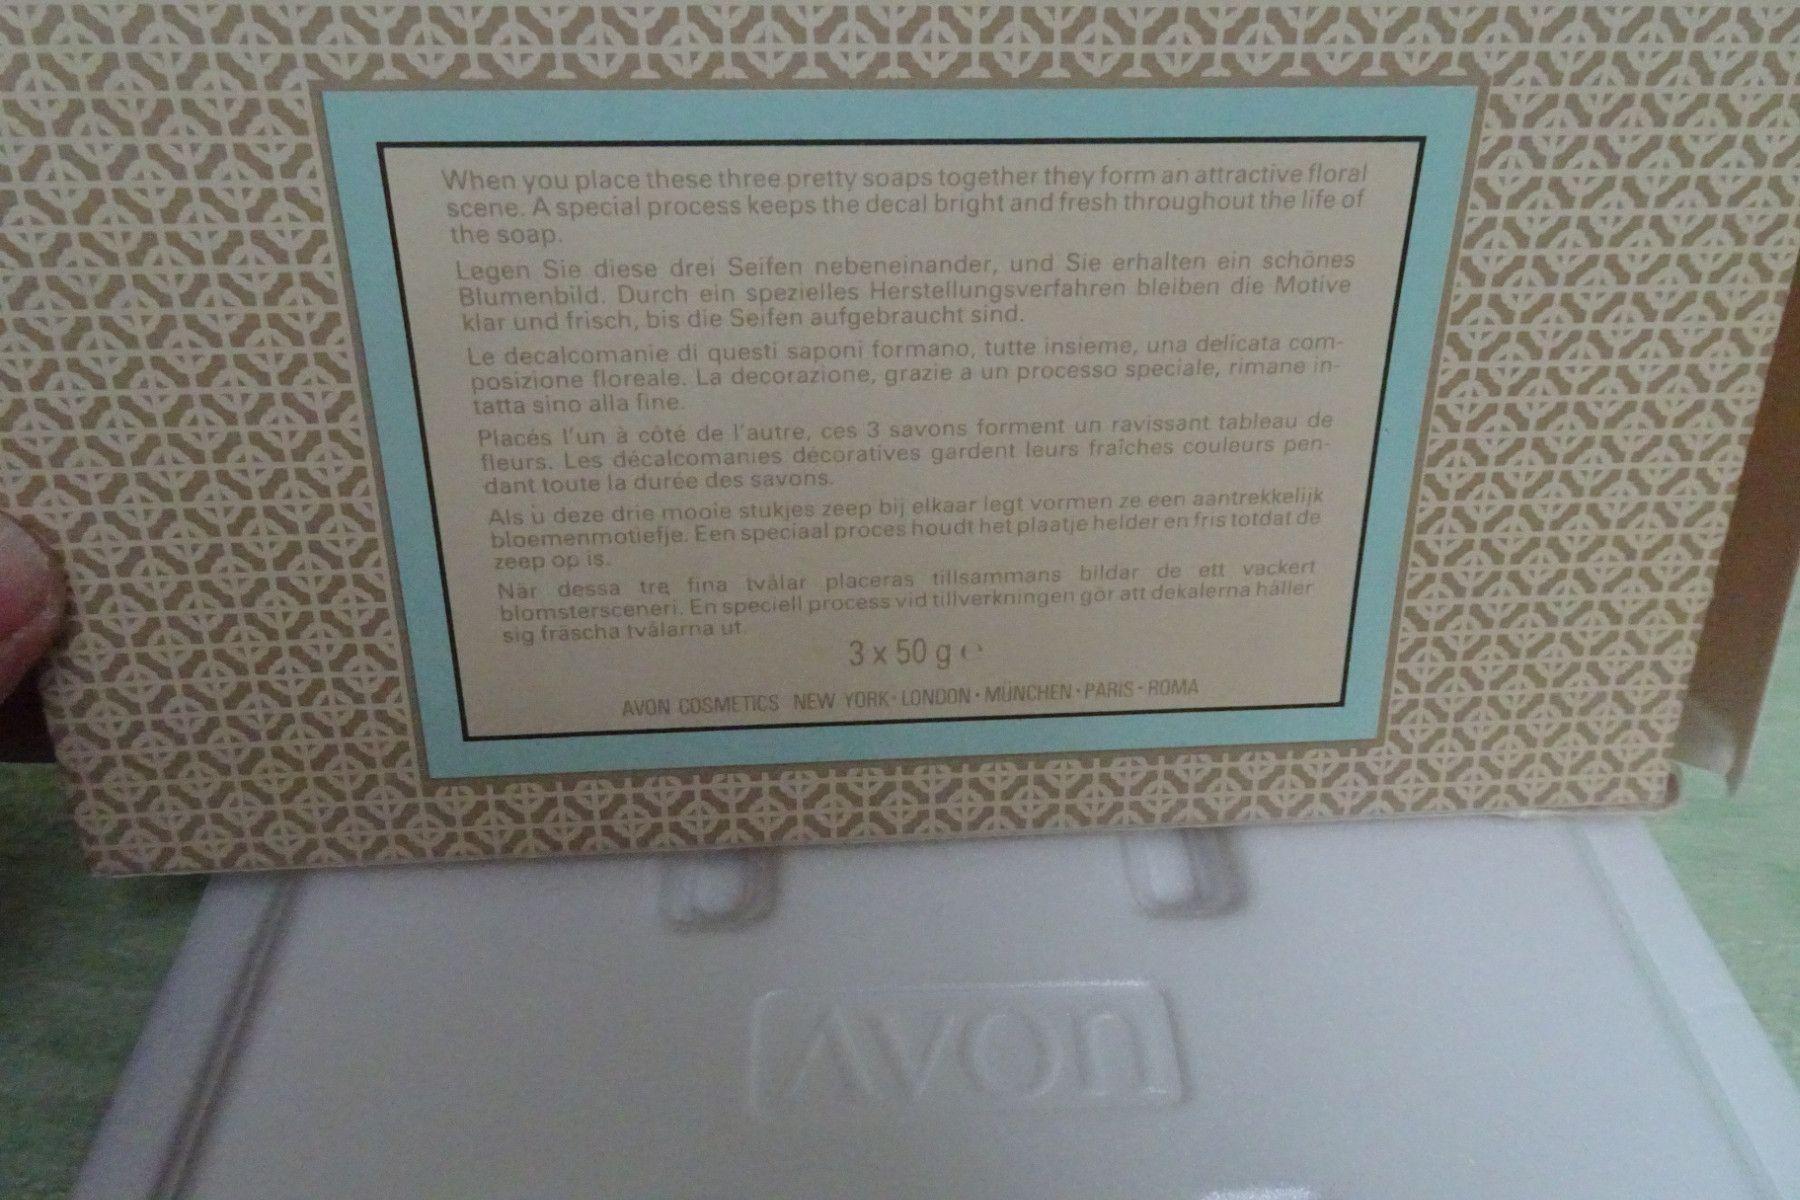 When you place these three pretty soaps together they form an attractive floral
scene. A special process keeps the decal bright and fresh throughout the life of
the soap.
Legen Sie diese drei Seifen nebeneinander, und Sie erhalten ein schönes
Blumenbild. Durch ein spezielles Herstellungsverfahren bleiben die Motive
klar und frisch, bis die Seifen aufgebraucht sind.
Le decalcomanie di questi saponi formano, tutte insieme, una delicata com-
posizione floreale. La decorazione, grazie a un processo speciale, rimane in-
tatta sino alla fine.
Placés l'un à côté de l'autre, ces 3 savons forment un ravissant tableau de
fleurs. Les décalcomanies décoratives gardent leurs fraîches couleurs pen-
dant toute la durée des savons.
Als u deze drie mooie stukjes zeep bij elkaar legt vormen ze een aantrekkelijk
bloemenmotiefje. Een speciaal proces houdt het plaatje helder en fris totdat de
zeep op is.
När dessa tre fina tvålar placeras tillsammans bildar de ett vackert
blomstersceneri. En speciell process vid tillverkningen gör att dekalerna håller
sig fräscha tvålarna ut.
3 x 50 g ℮
AVON COSMETICS NEW YORK · LONDON · MÜNCHEN · PARIS - ROMA
AVON